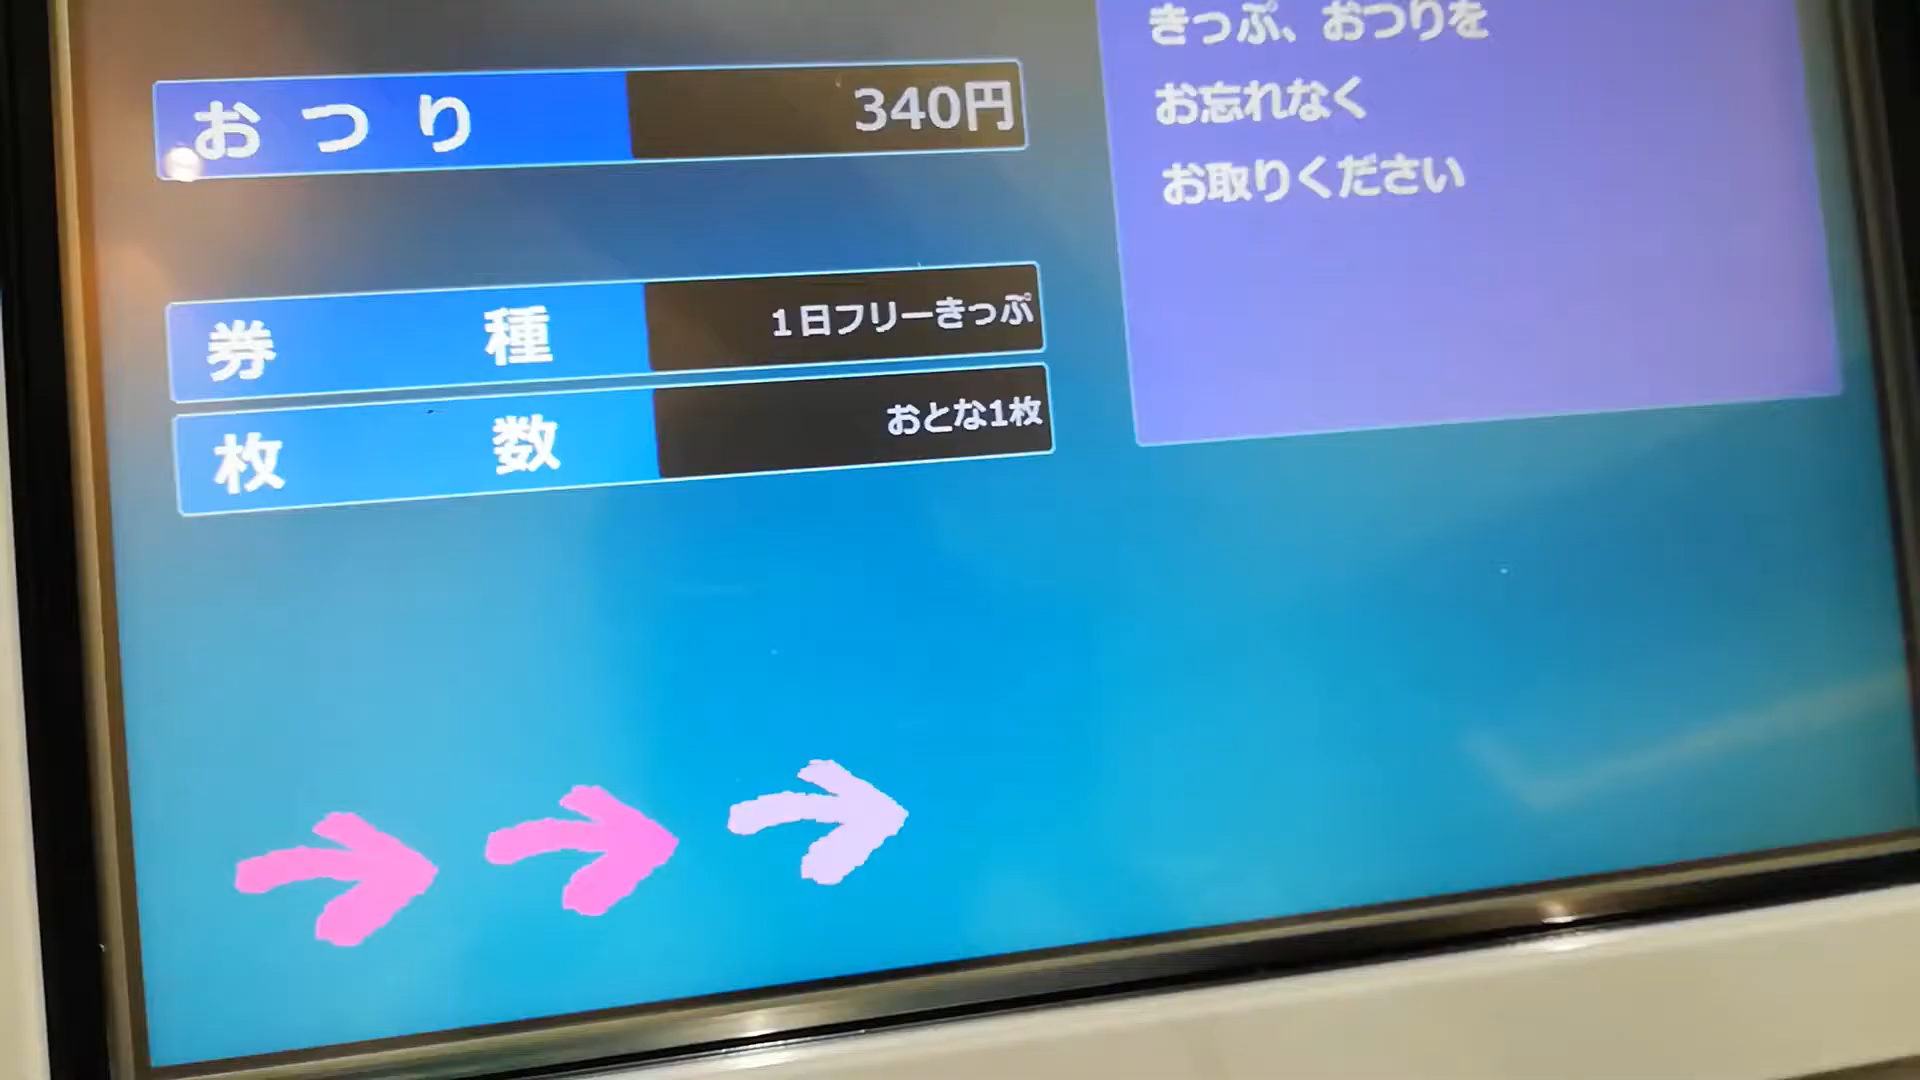 おつり 340円
券種 1日フリーきっぷ
枚数 おとな1枚
きっぷ、おつりを
お忘れなく
お取りください